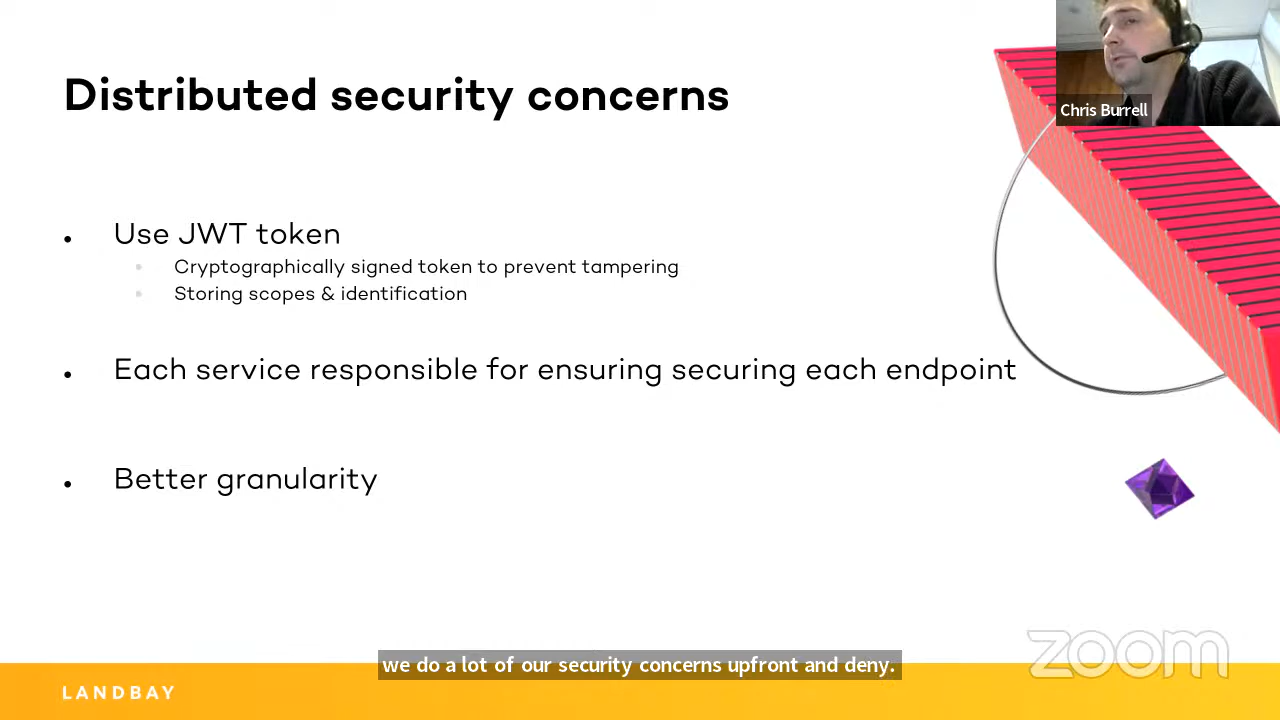 Distributed security concerns
Chris Burrell
Use JWT token
Cryptographically signed token to prevent tampering
Storing scopes & identification
Each service responsible for ensuring securing each endpoint
Better granularity
zoom
we do a lot of our security concerns upfront and deny.
LANDBAY